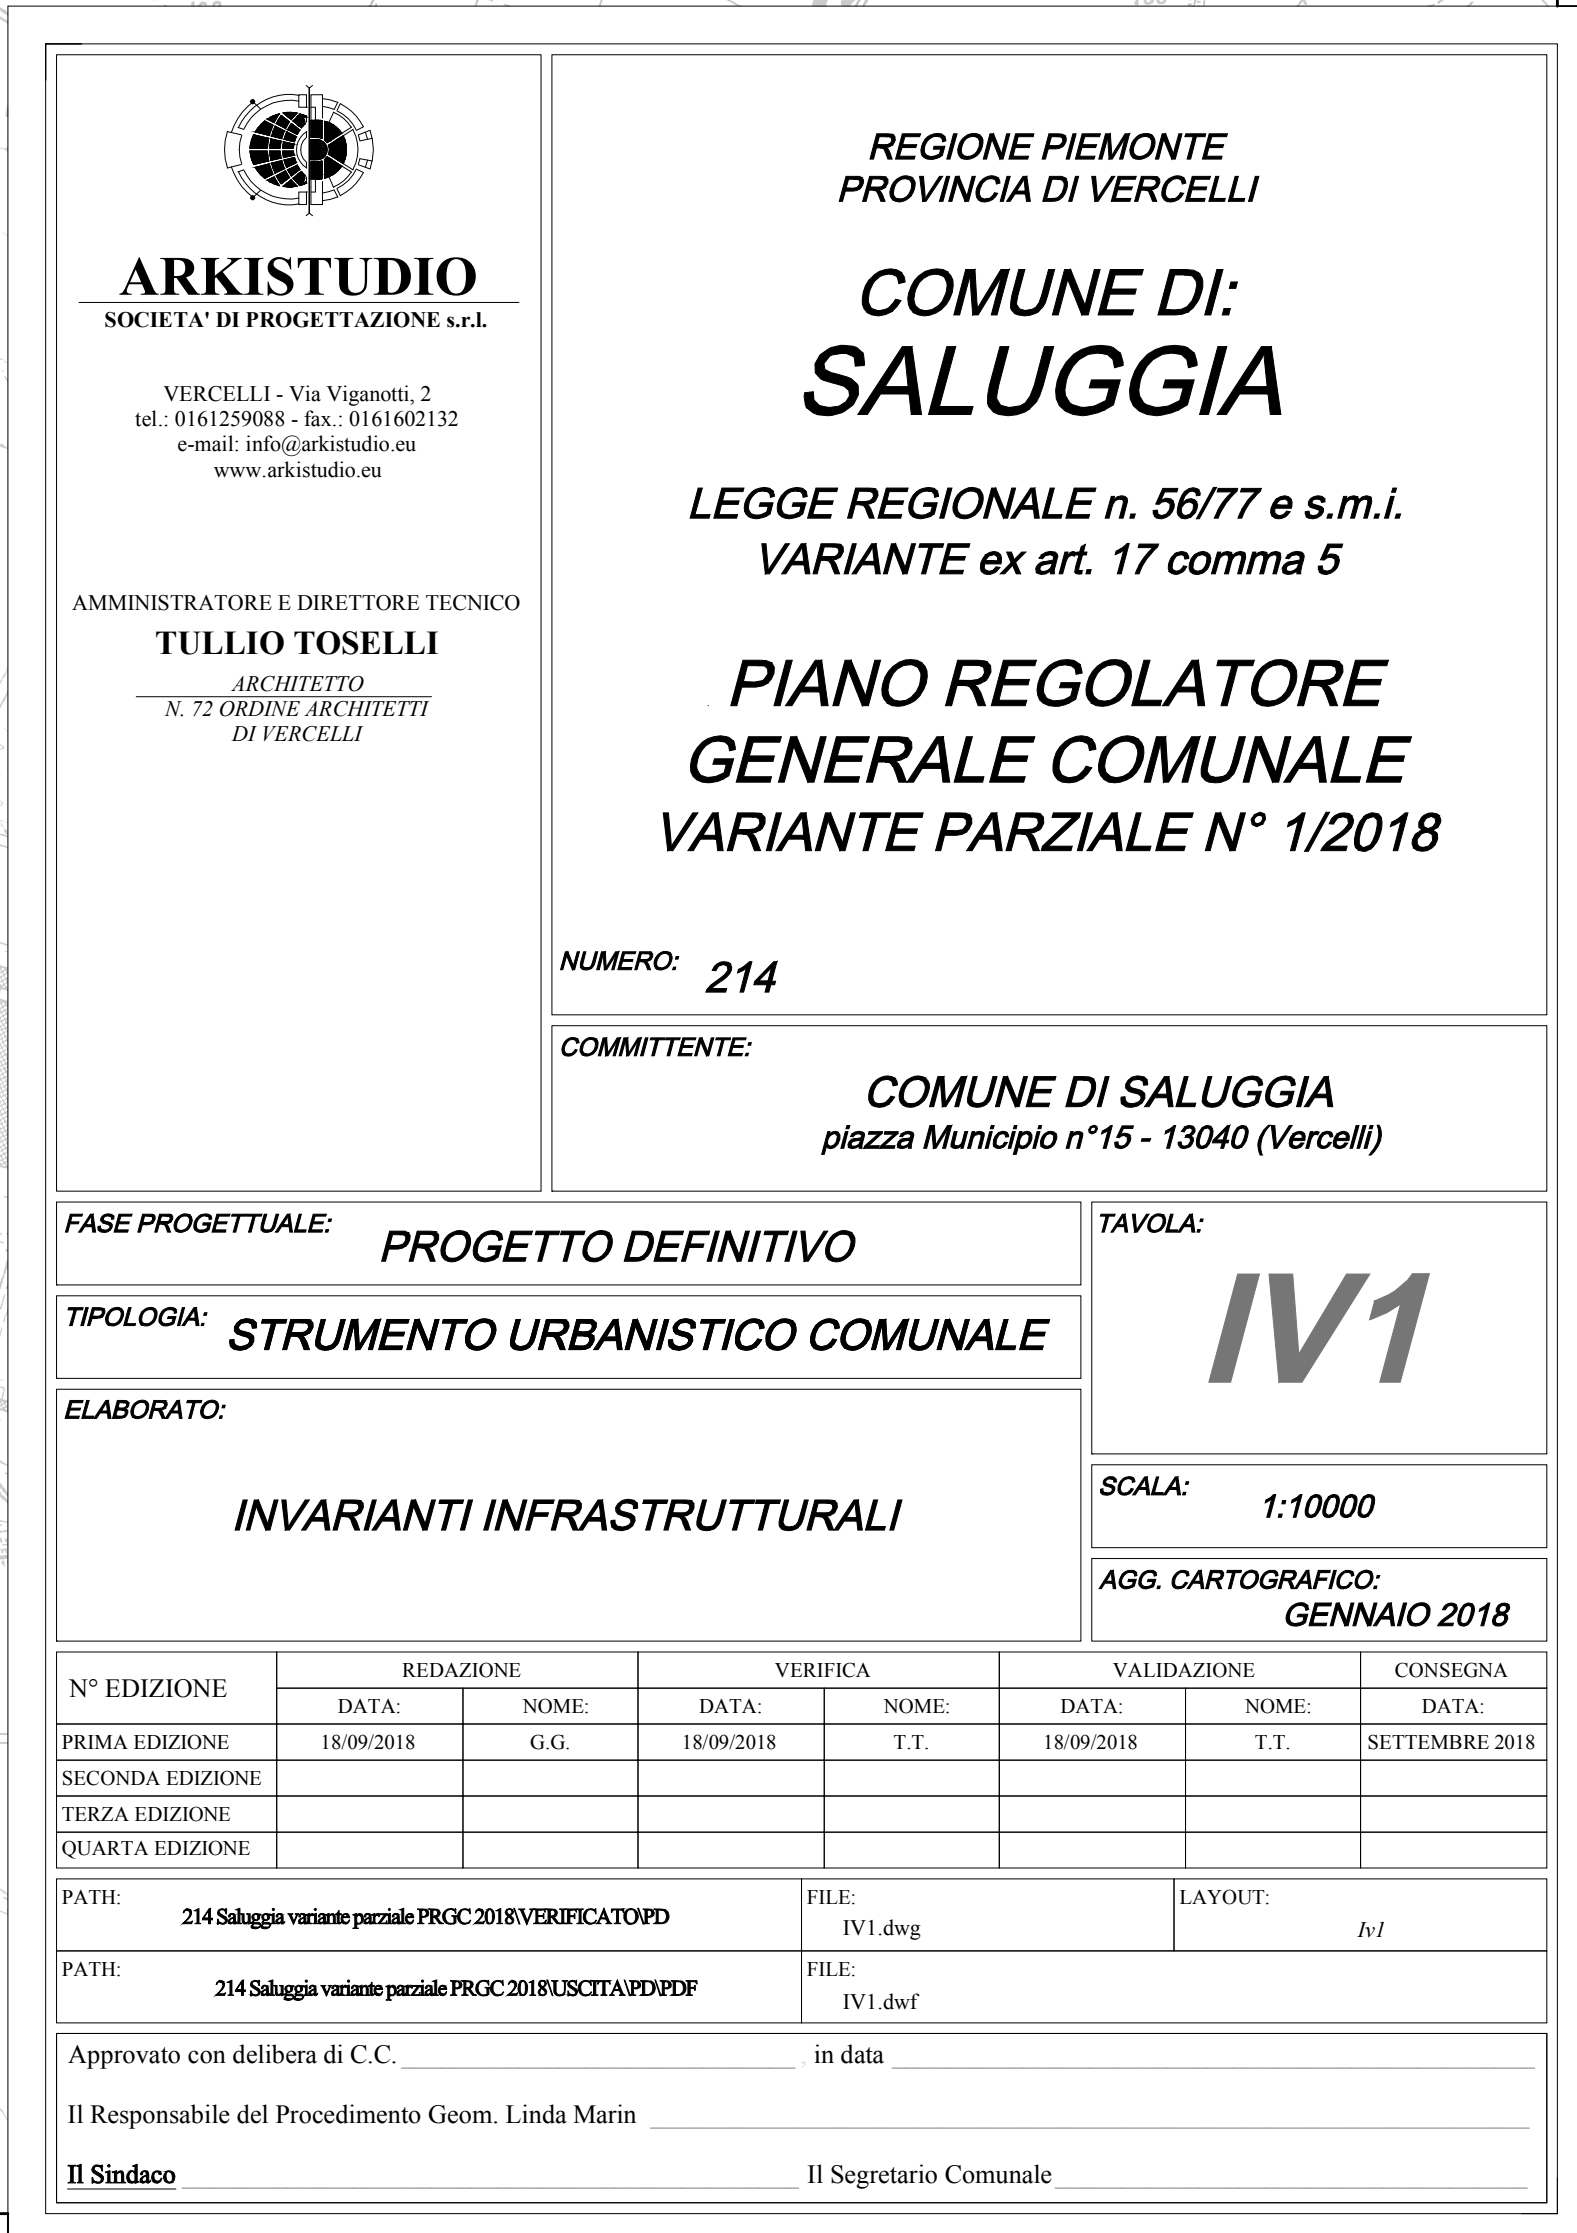 ARKISTUDIO
SOCIETA' DI PROGETTAZIONE s.r.l.
VERCELLI - Via Viganotti, 2
tel.: 0161259088 - fax.: 0161602132
e-mail: info@arkistudio.eu
www.arkistudio.eu
AMMINISTRATORE E DIRETTORE TECNICO
TULLIO TOSELLI
ARCHITETTO
N. 72 ORDINE ARCHITETTI
DI VERCELLI
REGIONE PIEMONTE
PROVINCIA DI VERCELLI
COMUNE DI:
SALUGGIA
LEGGE REGIONALE n. 56/77 e s.m.i.
VARIANTE ex art. 17 comma 5
PIANO REGOLATORE
GENERALE COMUNALE
VARIANTE PARZIALE N° 1/2018
NUMERO: 214
COMMITTENTE:
COMUNE DI SALUGGIA
piazza Municipio n°15 - 13040 (Vercelli)
FASE PROGETTUALE: PROGETTO DEFINITIVO
TIPOLOGIA: STRUMENTO URBANISTICO COMUNALE
ELABORATO:
INVARIANTI INFRASTRUTTURALI
TAVOLA:
IV1
SCALA: 1:10000
AGG. CARTOGRAFICO:
GENNAIO 2018
N° EDIZIONE REDAZIONE VERIFICA VALIDAZIONE CONSEGNA
DATA: NOME: DATA: NOME: DATA: NOME: DATA:
PRIMA EDIZIONE 18/09/2018 G.G. 18/09/2018 T.T. 18/09/2018 T.T. SETTEMBRE 2018
SECONDA EDIZIONE
TERZA EDIZIONE
QUARTA EDIZIONE
PATH: FILE: LAYOUT:
214 Saluggia variante parziale PRGC 2018\VERIFICATO\PD IV1.dwg Iv1
PATH: FILE:
214 Saluggia variante parziale PRGC 2018\USCITA\PD\PDF IV1.dwf
Approvato con delibera di C.C. , in data
Il Responsabile del Procedimento Geom. Linda Marin
Il Sindaco Il Segretario Comunale